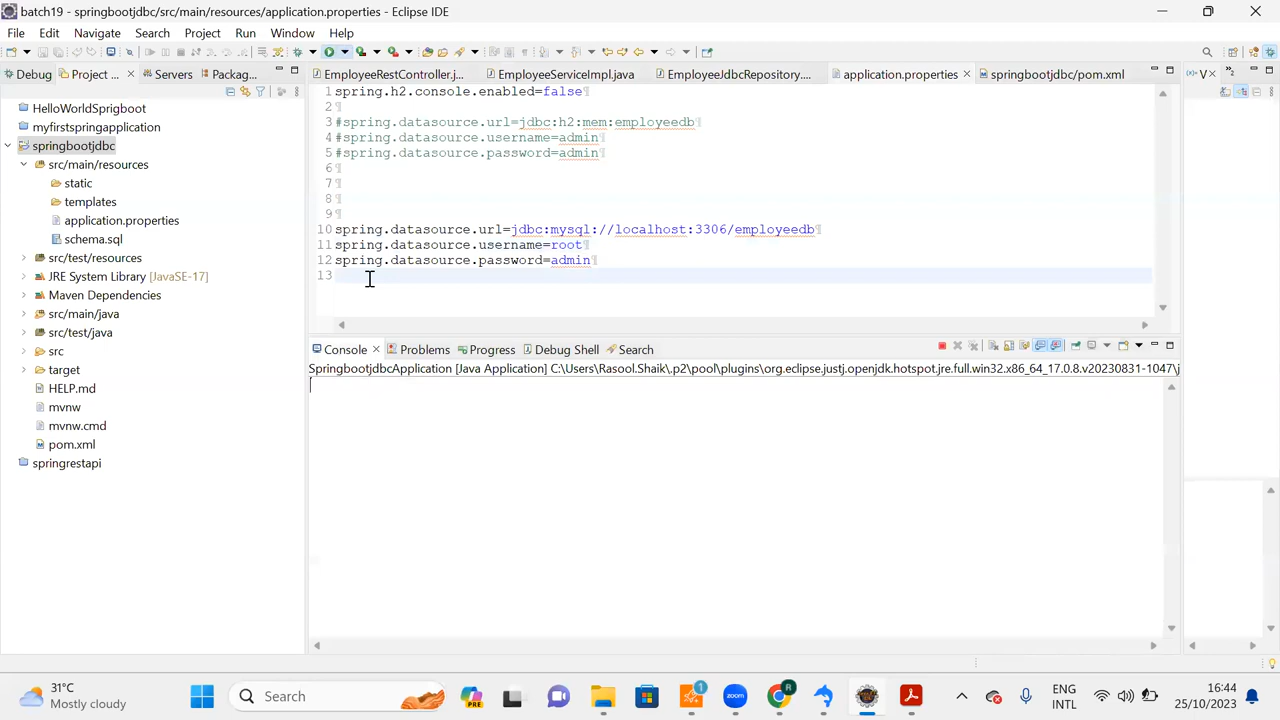 batch19 - springbootjdbc/src/main/resources/application.properties - Eclipse IDE
File Edit Navigate Search Project Run Window Help
Debug Project ... Servers Packag...
EmployeeRestController.j... EmployeeServiceImpl.java EmployeeJdbcRepository.... application.properties springbootjdbc/pom.xml
HelloWorldSprigboot
myfirstspringapplication
springbootjdbc
src/main/resources
static
templates
application.properties
schema.sql
src/test/resources
JRE System Library [JavaSE-17]
Maven Dependencies
src/main/java
src/test/java
src
target
HELP.md
mvnw
mvnw.cmd
pom.xml
springrestapi
1 spring.h2.console.enabled=false¶
2 ¶
3 #spring.datasource.url=jdbc:h2:mem:employeedb¶
4 #spring.datasource.username=admin¶
5 #spring.datasource.password=admin¶
6 ¶
7 ¶
8 ¶
9 ¶
10 spring.datasource.url=jdbc:mysql://localhost:3306/employeedb¶
11 spring.datasource.username=root¶
12 spring.datasource.password=admin¶
13
Console Problems Progress Debug Shell Search
SpringbootjdbcApplication [Java Application] C:\Users\Rasool.Shaik\.p2\pool\plugins\org.eclipse.justj.openjdk.hotspot.jre.full.win32.x86_64_17.0.8.v20230831-1047\j
31°C
Mostly cloudy
Search
PRE
1
R
ENG
INTL
16:44
25/10/2023